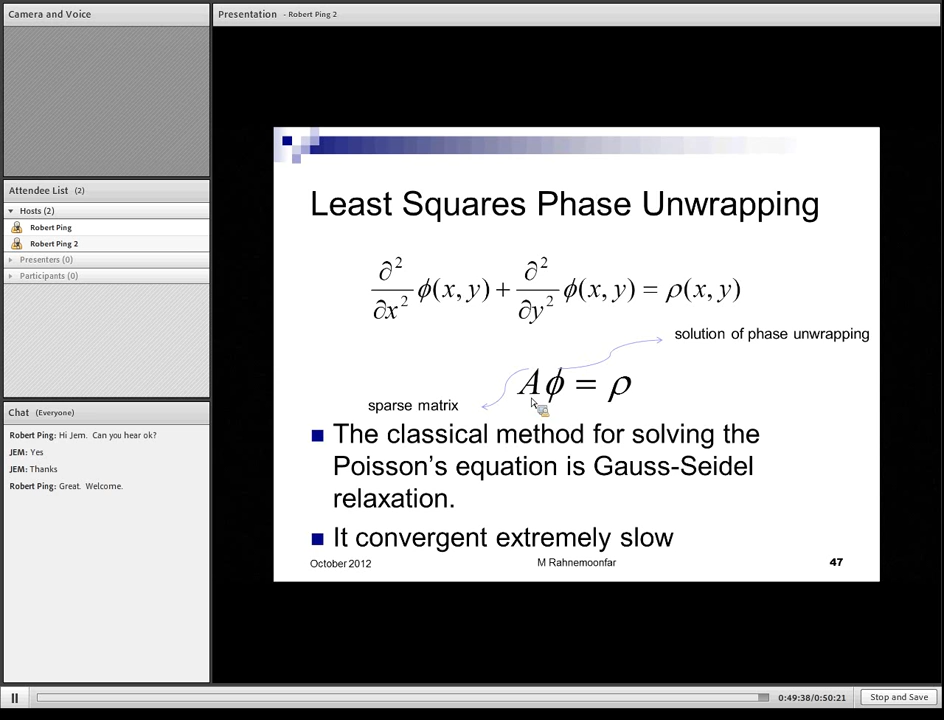 Camera and Voice
Attendee List (2)
Hosts (2)
Robert Ping
Robert Ping 2
Presenters (0)
Participants (0)
Chat (Everyone)
Robert Ping: Hi Jem. Can you hear ok?
JEM: Yes
JEM: Thanks
Robert Ping: Great. Welcome.
Presentation - Robert Ping 2
Least Squares Phase Unwrapping
∂²/∂x² ϕ(x, y) + ∂²/∂y² ϕ(x, y) = ρ(x, y)
solution of phase unwrapping
Aϕ = ρ
sparse matrix
The classical method for solving the
Poisson's equation is Gauss-Seidel
relaxation.
It convergent extremely slow
October 2012 M Rahnemoonfar 47
0:49:38/0:50:21 Stop and Save